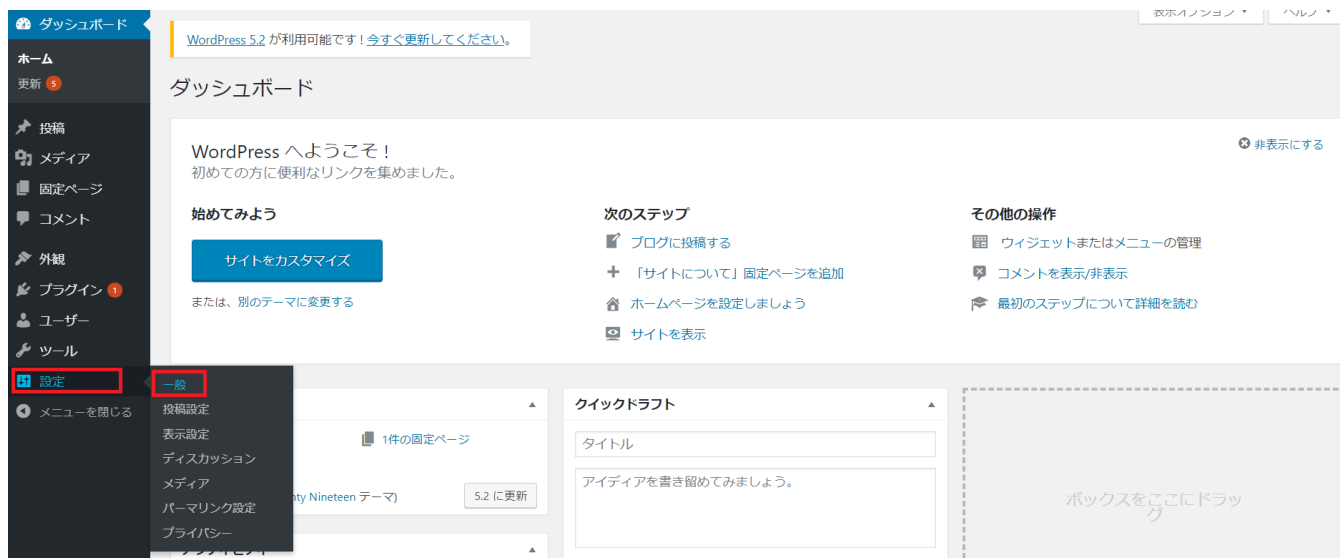 ダッシュボード
ホーム
更新 5
投稿
メディア
固定ページ
コメント
外観
プラグイン 1
ユーザー
ツール
設定
メニューを閉じる
一般
投稿設定
表示設定
ディスカッション
メディア
パーマリンク設定
プライバシー
表示オプション
ヘルプ
WordPress 5.2 が利用可能です ! 今すぐ更新してください。
ダッシュボード
WordPress へようこそ !
初めての方に便利なリンクを集めました。
非表示にする
始めてみよう
サイトをカスタマイズ
または、別のテーマに変更する
次のステップ
ブログに投稿する
「サイトについて」固定ページを追加
ホームページを設定しましょう
サイトを表示
その他の操作
ウィジェットまたはメニューの管理
コメントを表示/非表示
最初のステップについて詳細を読む
1件の固定ページ
Nineteen テーマ)
5.2 に更新
クイックドラフト
タイトル
アイディアを書き留めてみましょう。
ボックスをここにドラッ
グ